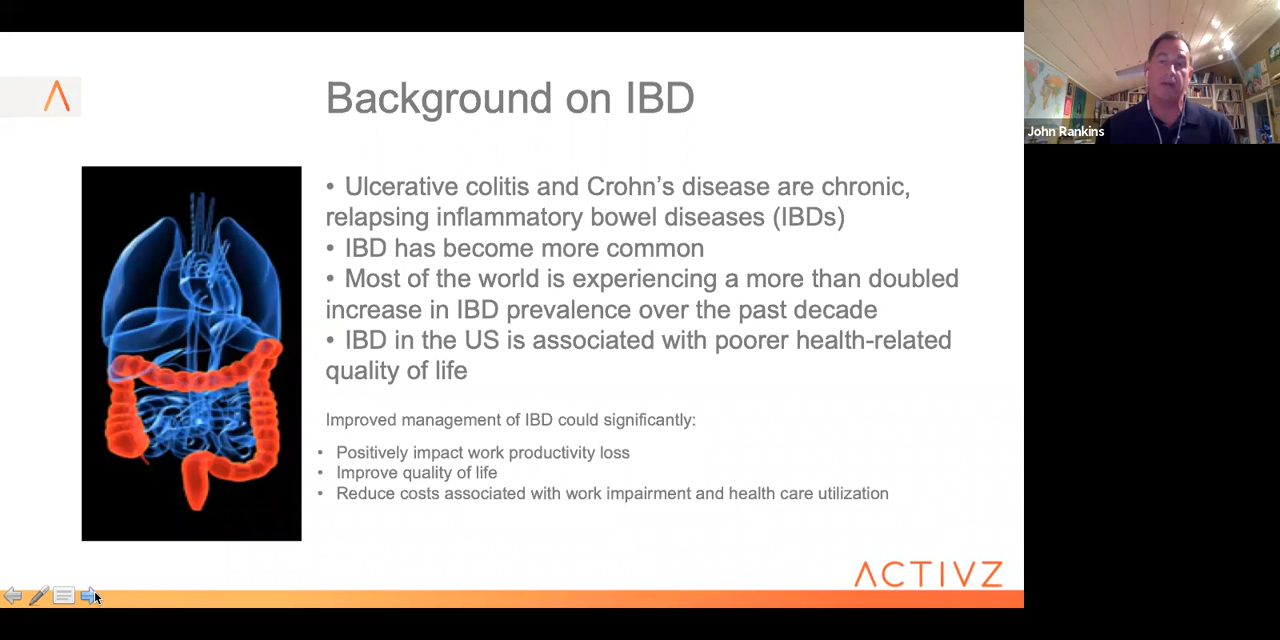 Background on IBD
• Ulcerative colitis and Crohn’s disease are chronic,
relapsing inflammatory bowel diseases (IBDs)
• IBD has become more common
• Most of the world is experiencing a more than doubled
increase in IBD prevalence over the past decade
• IBD in the US is associated with poorer health-related
quality of life
Improved management of IBD could significantly:
• Positively impact work productivity loss
• Improve quality of life
• Reduce costs associated with work impairment and health care utilization
ACTIVZ
John Rankins